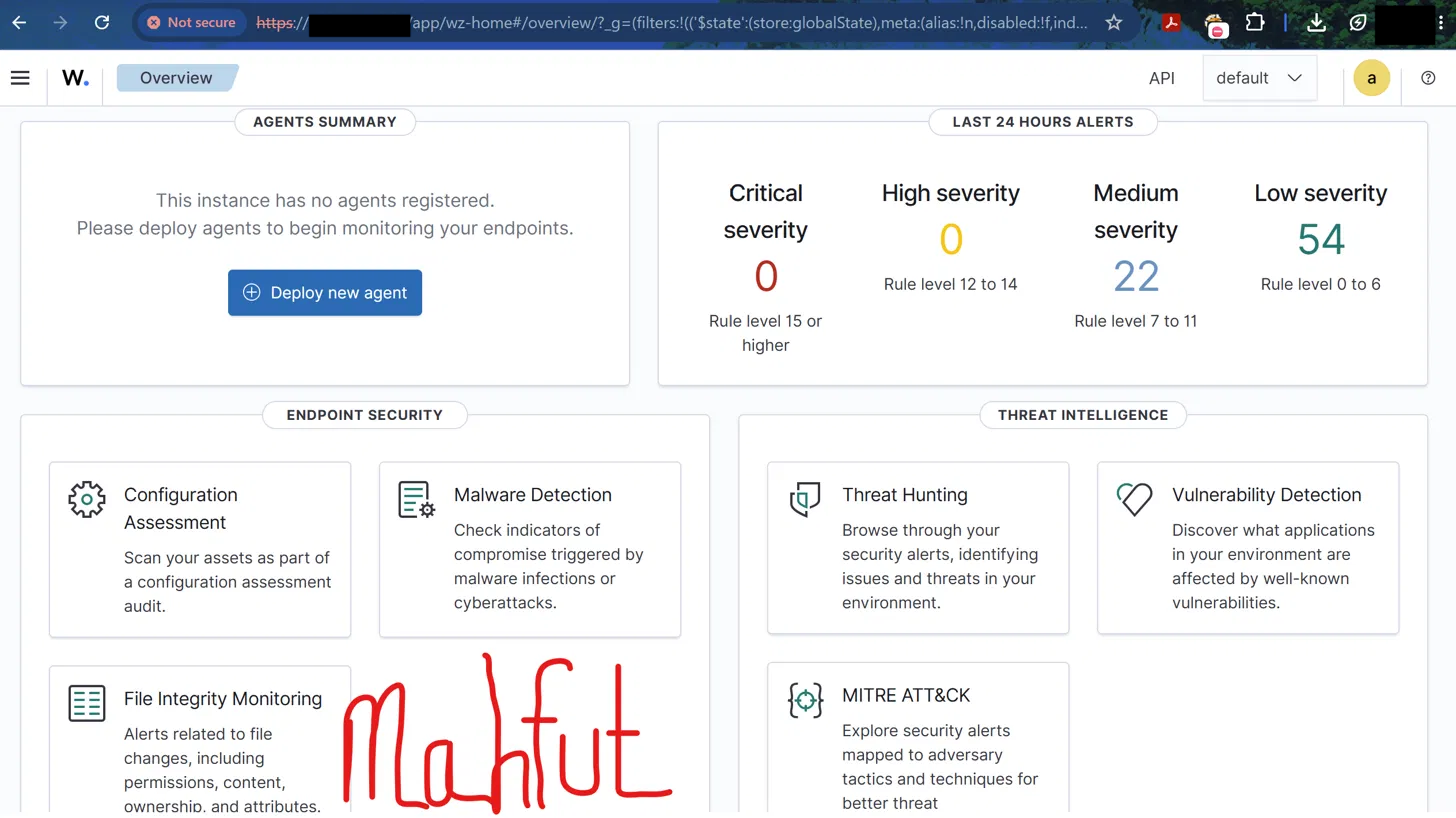 Not secure https:// /app/wz-home#/overview/?_g=(filters:!(('$state':(store:globalState),meta:(alias:!n,disabled:!f,ind...
W. Overview API default a
AGENTS SUMMARY
This instance has no agents registered.
Please deploy agents to begin monitoring your endpoints.
Deploy new agent
LAST 24 HOURS ALERTS
Critical
severity
0
Rule level 15 or
higher
High severity
0
Rule level 12 to 14
Medium
severity
22
Rule level 7 to 11
Low severity
54
Rule level 0 to 6
ENDPOINT SECURITY
Configuration
Assessment
Scan your assets as part of
a configuration assessment
audit.
Malware Detection
Check indicators of
compromise triggered by
malware infections or
cyberattacks.
File Integrity Monitoring
Alerts related to file
changes, including
permissions, content,
ownership, and attributes.
Mahfut
THREAT INTELLIGENCE
Threat Hunting
Browse through your
security alerts, identifying
issues and threats in your
environment.
Vulnerability Detection
Discover what applications
in your environment are
affected by well-known
vulnerabilities.
MITRE ATT&CK
Explore security alerts
mapped to adversary
tactics and techniques for
better threat